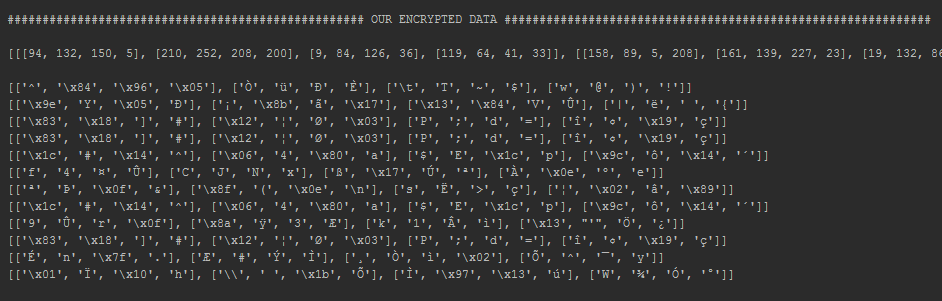 ################################################### OUR ENCRYPTED DATA #############################################################
[[[94, 132, 150, 5], [210, 252, 208, 200], [9, 84, 126, 36], [119, 64, 41, 33]], [[158, 89, 5, 208], [161, 139, 227, 23], [19, 132, 86
[['^', '\x84', '\x96', '\x05'], ['Ò', 'ü', 'Ð', 'È'], ['\t', 'T', '~', '$'], ['w', '@', ')', '!']]
[['\x9e', 'Y', '\x05', 'Ð'], ['¡', '\x8b', 'ã', '\x17'], ['\x13', '\x84', 'V', 'Û'], ['|', 'ë', ' ', '{']]
[['\x83', '\x18', ']', '#'], ['\x12', '¦', 'Ø', '\x03'], ['P', ';', 'd', '='], ['î', '¢', '\x19', 'ç']]
[['\x83', '\x18', ']', '#'], ['\x12', '¦', 'Ø', '\x03'], ['P', ';', 'd', '='], ['î', '¢', '\x19', 'ç']]
[['\x1c', '#', '\x14', '^'], ['\x06', '4', '\x80', 'a'], ['$', 'E', '\x1c', 'p'], ['\x9c', 'ô', '\x14', '´']]
[['f', '4', '¤', 'Û'], ['C', 'J', 'N', 'x'], ['ß', '\x17', 'Ú', 'ª'], ['À', '\x0e', 'º', 'e']]
[['ª', 'Þ', '\x0f', '&'], ['\x8f', '(', '\x0e', '\n'], ['s', 'Ë', '>', 'ç'], ['¦', '\x02', 'å', '\x89']]
[['\x1c', '#', '\x14', '^'], ['\x06', '4', '\x80', 'a'], ['$', 'E', '\x1c', 'p'], ['\x9c', 'ô', '\x14', '´']]
[['9', 'Û', 'r', '\x0f'], ['\x8a', 'ÿ', '3', 'Æ'], ['k', '1', 'Â', 'ì'], ['\x13', "'", 'Ö', '¿']]
[['\x83', '\x18', ']', '#'], ['\x12', '¦', 'Ø', '\x03'], ['P', ';', 'd', '='], ['î', '¢', '\x19', 'ç']]
[['É', 'n', '\x7f', '.'], ['Æ', '#', 'Ý', 'Ì'], ['¸', 'Ò', 'ì', '\x02'], ['Õ', '^', '¯', 'y']]
[['\x01', 'Ï', '\x10', 'h'], ['\\', ' ', '\x1b', 'Õ'], ['Ì', '\x97', '\x13', 'ú'], ['W', '¾', 'Ó', '°']]